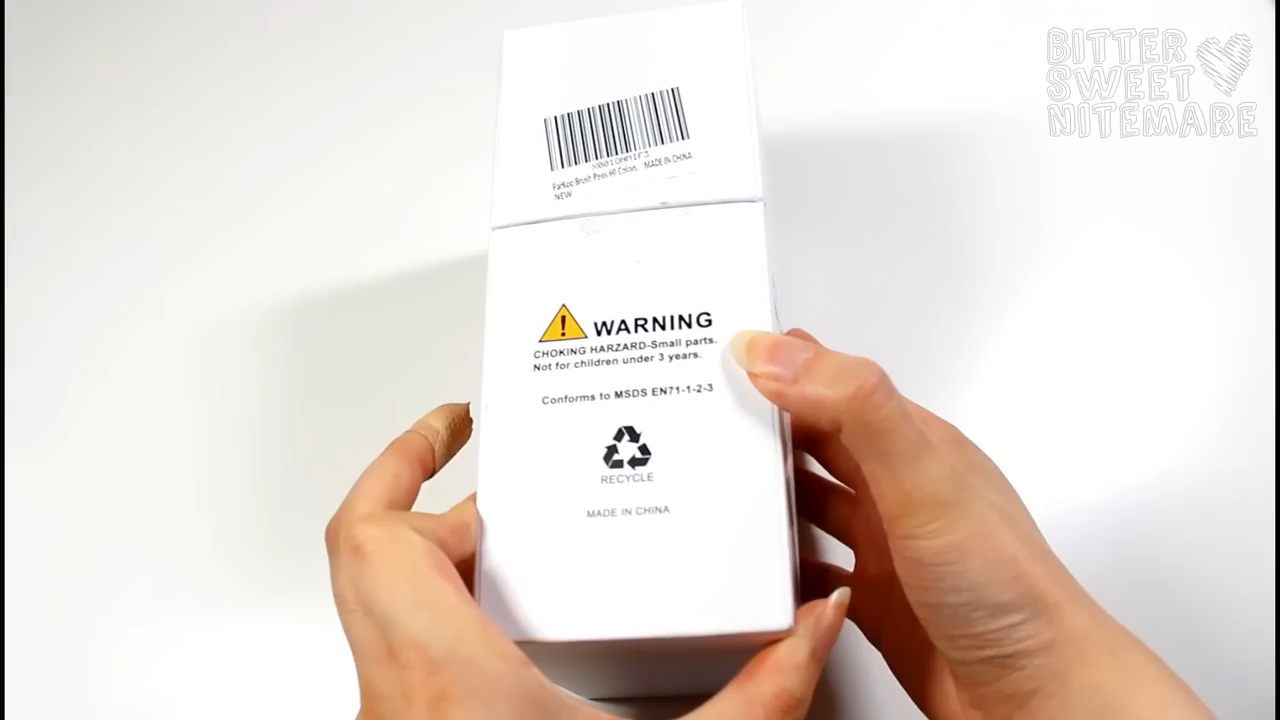 BITTER
SWEET
NITEMARE
MADE IN CHINA
NEW
WARNING
CHOKING HARZARD-Small parts.
Not for children under 3 years.
Conforms to MSDS EN71-1-2-3
RECYCLE
MADE IN CHINA